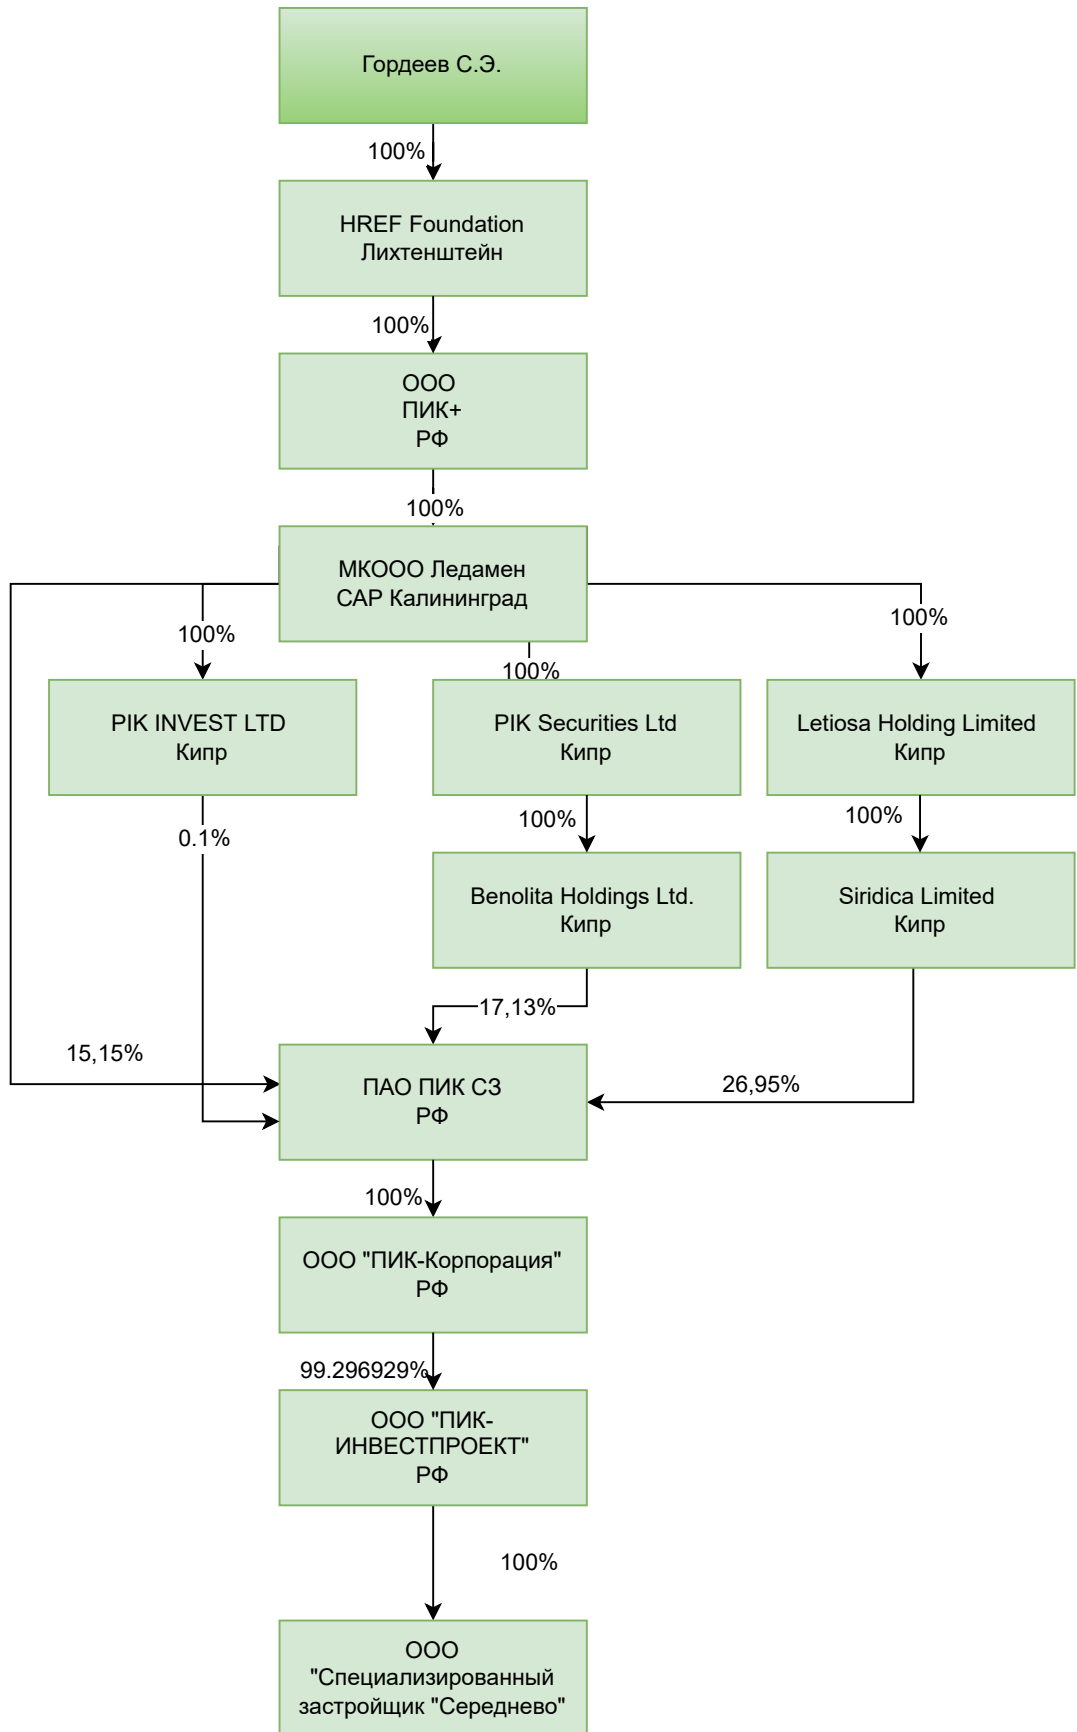 Гордеев С.Э.
100%
HREF Foundation
Лихтенштейн
100%
ООО
ПИК+
РФ
100%
МКООО Ледамен
САР Калининград
100%
100%
100%
PIK INVEST LTD
Кипр
PIK Securities Ltd
Кипр
Letiosa Holding Limited
Кипр
0.1%
100%
100%
Benolita Holdings Ltd.
Кипр
Siridica Limited
Кипр
17,13%
15,15%
26,95%
ПАО ПИК СЗ
РФ
100%
ООО "ПИК-Корпорация"
РФ
99.296929%
ООО "ПИК-
ИНВЕСТПРОЕКТ"
РФ
100%
ООО
"Специализированный
застройщик "Середнево"